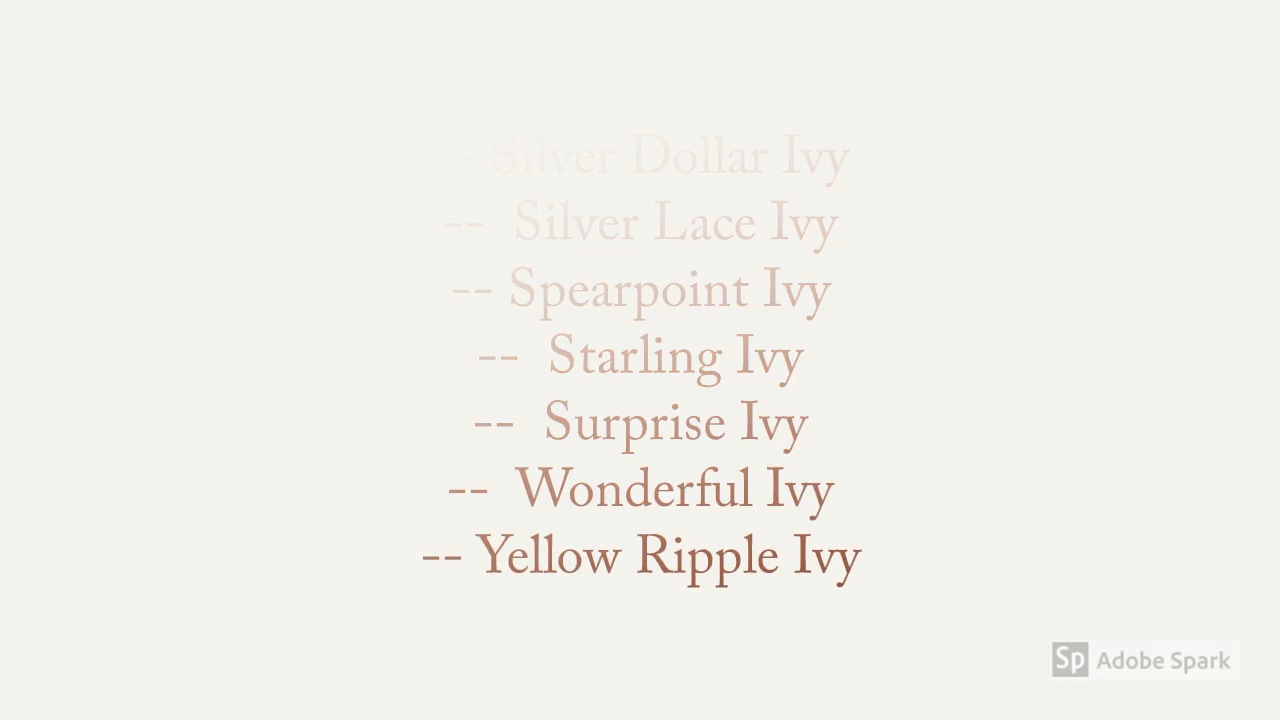 -- Silver Dollar Ivy
-- Silver Lace Ivy
-- Spearpoint Ivy
-- Starling Ivy
-- Surprise Ivy
-- Wonderful Ivy
-- Yellow Ripple Ivy
Sp Adobe Spark